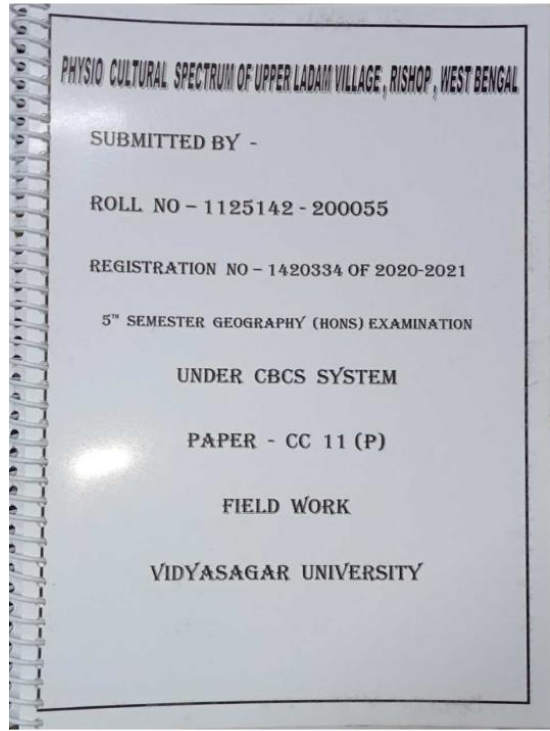 PHYSIO CULTURAL SPECTRUM OF UPPER LADAM VILLAGE, RISHOP, WEST BENGAL
SUBMITTED BY -
ROLL NO – 1125142 - 200055
REGISTRATION NO – 1420334 OF 2020-2021
5TH SEMESTER GEOGRAPHY (HONS) EXAMINATION
UNDER CBCS SYSTEM
PAPER - CC 11 (P)
FIELD WORK
VIDYASAGAR UNIVERSITY